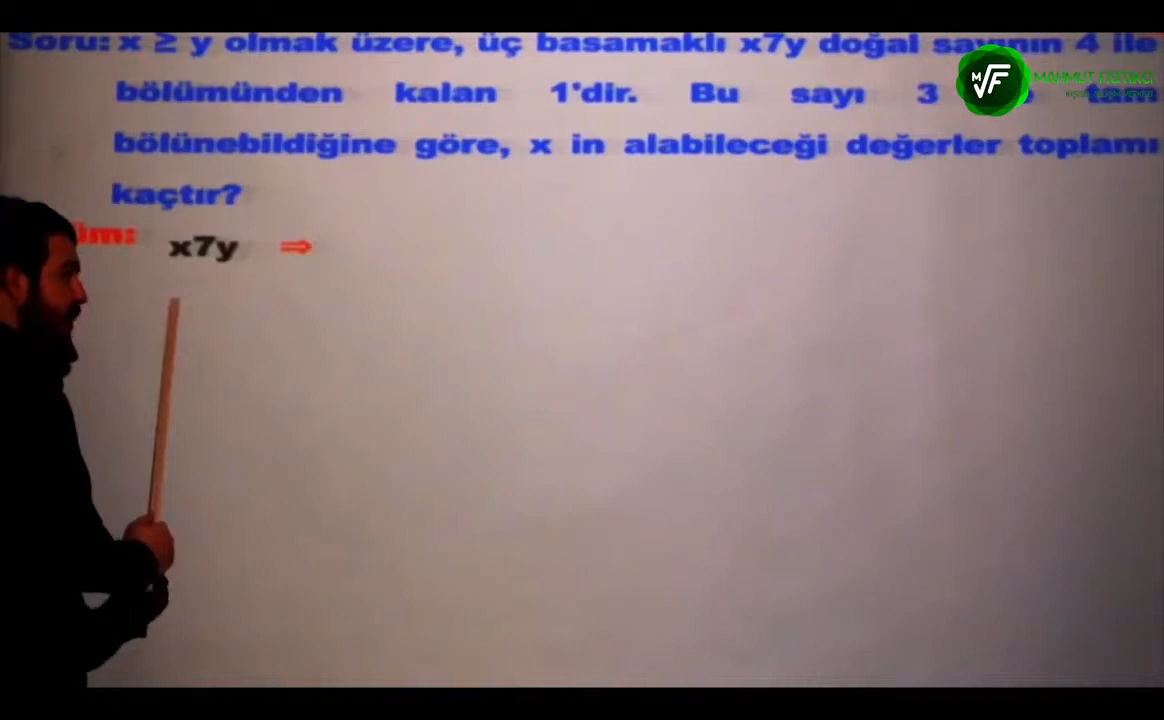 Soru: x ≥ y olmak üzere, üç basamaklı x7y doğal sayının 4 ile
MAHMUT
bölümünden kalan 1'dir. Bu sayı 3
bölünebildiğine göre, x in alabileceği değerler toplamı
kaçtır?
x7y ⇒